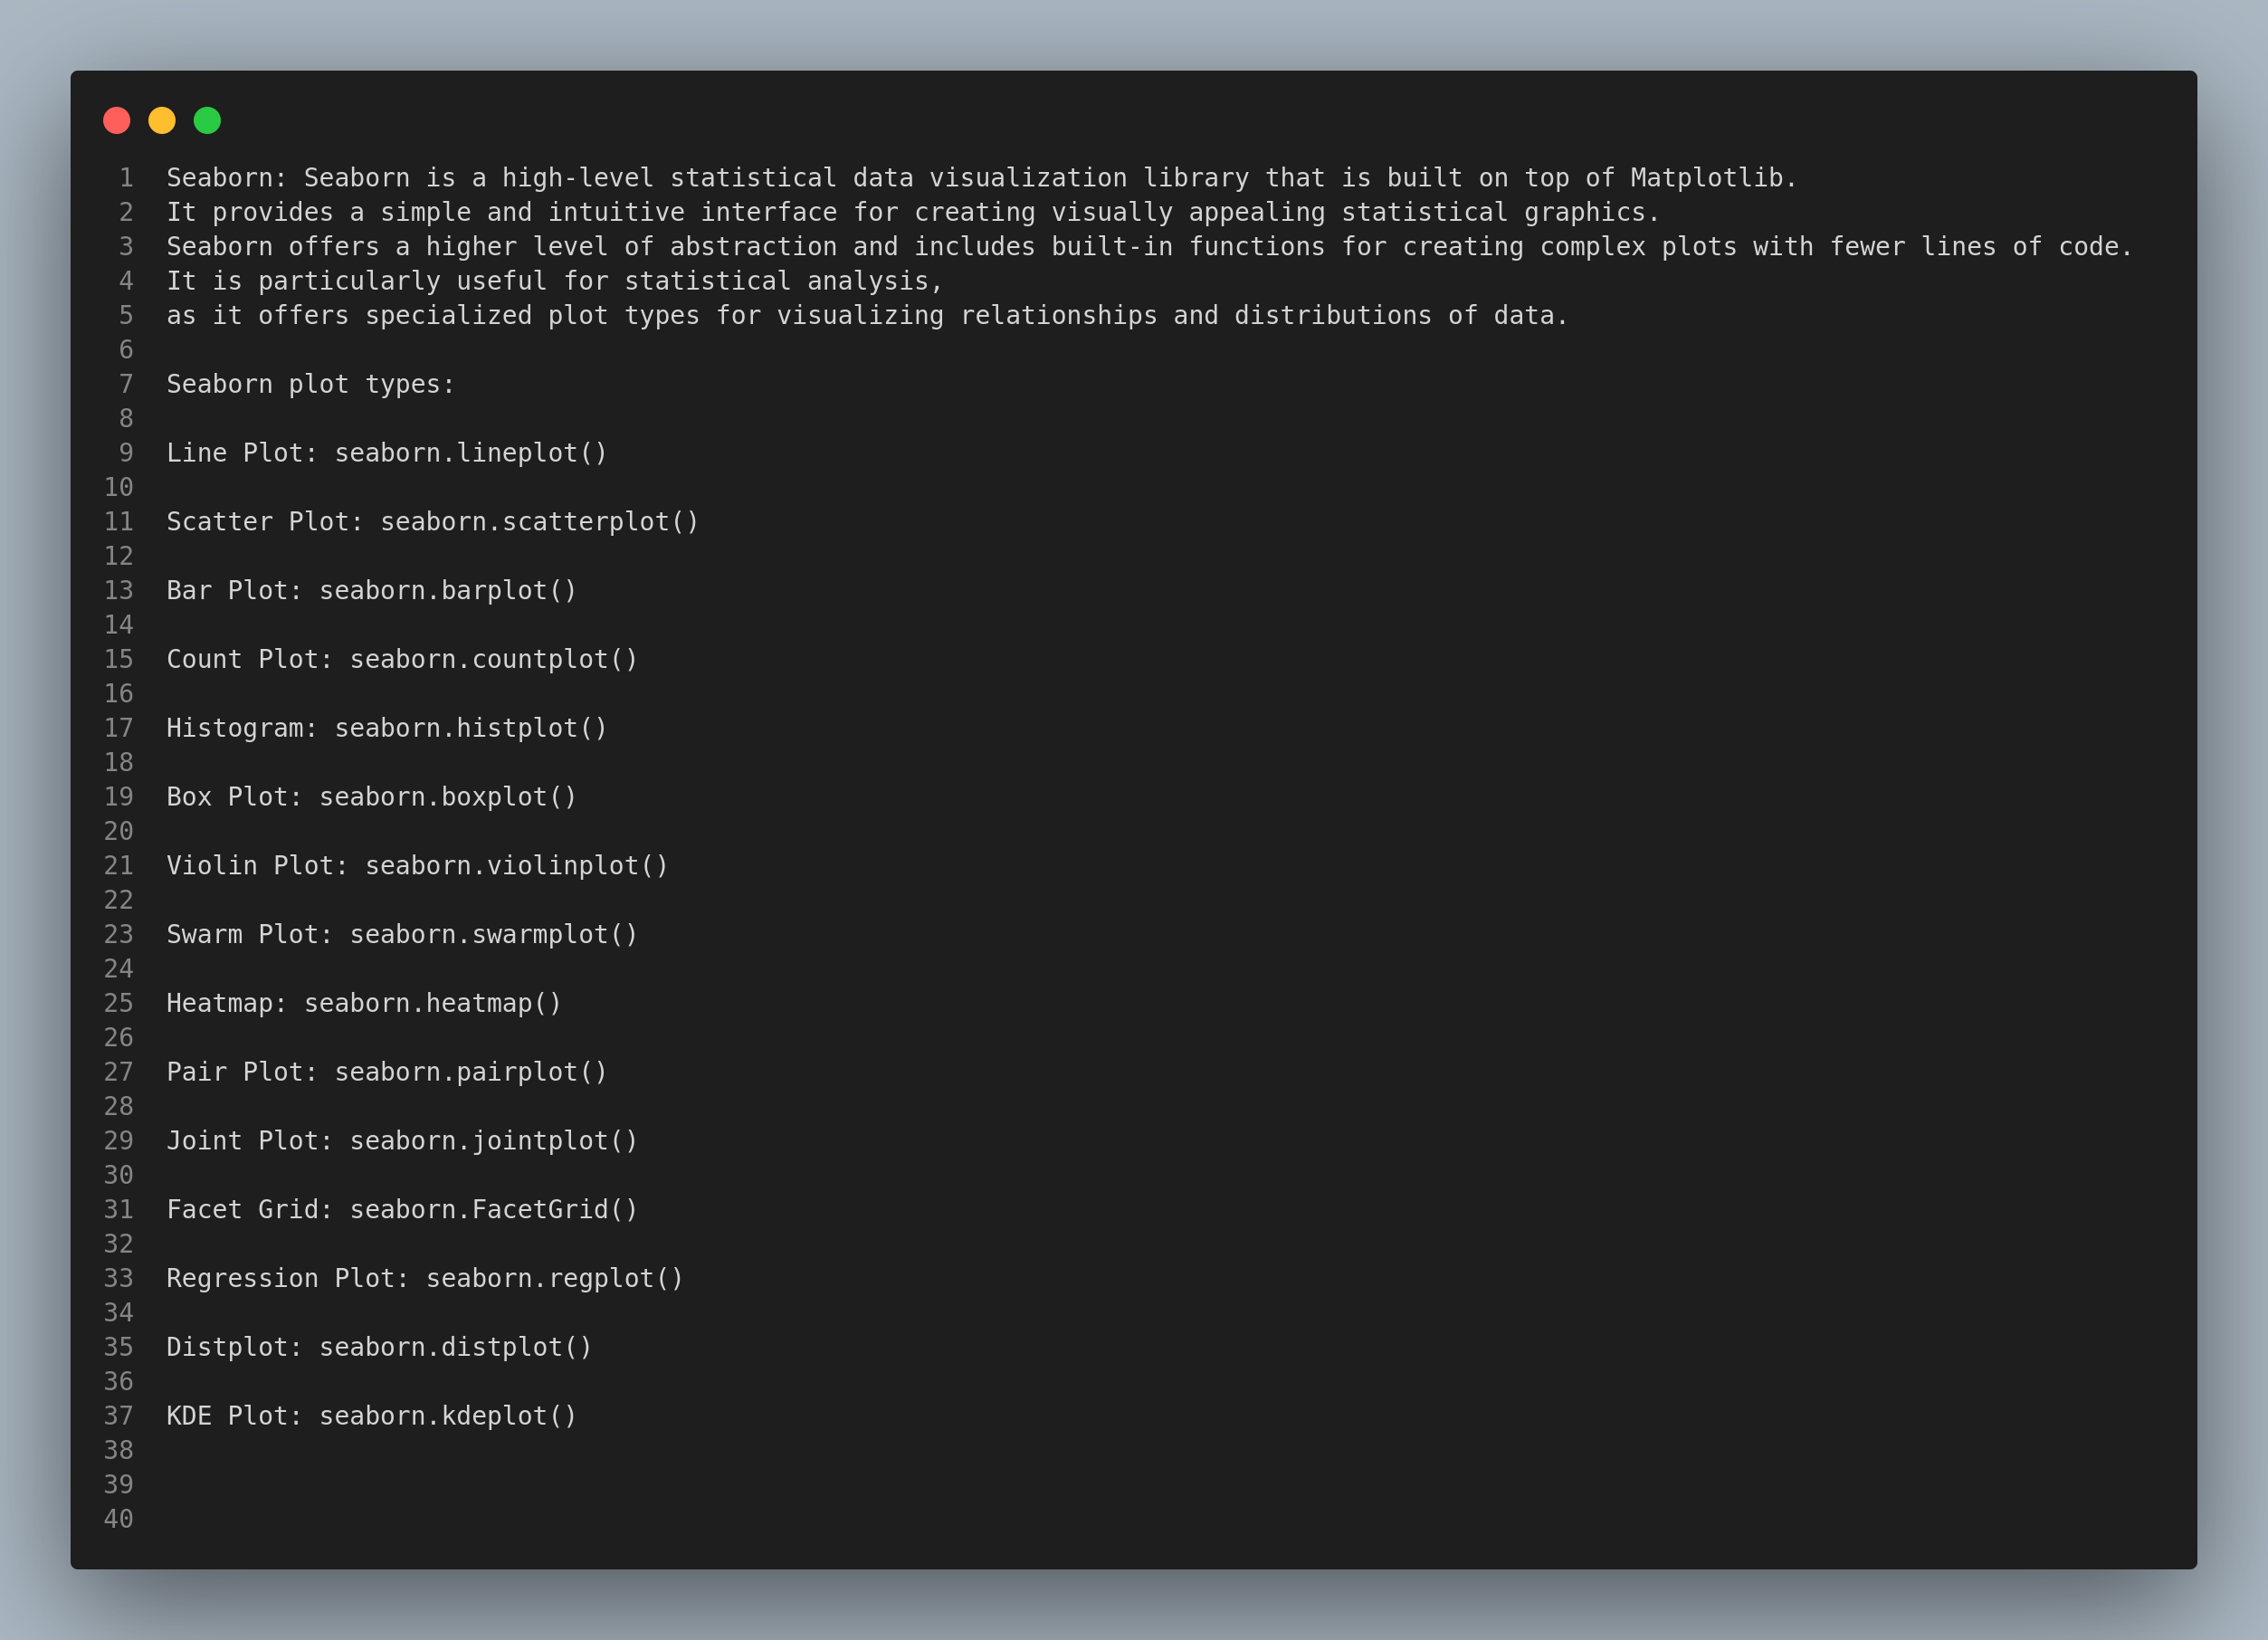 1 Seaborn: Seaborn is a high-level statistical data visualization library that is built on top of Matplotlib.
2 It provides a simple and intuitive interface for creating visually appealing statistical graphics.
3 Seaborn offers a higher level of abstraction and includes built-in functions for creating complex plots with fewer lines of code.
4 It is particularly useful for statistical analysis,
5 as it offers specialized plot types for visualizing relationships and distributions of data.
6
7 Seaborn plot types:
8
9 Line Plot: seaborn.lineplot()
10
11 Scatter Plot: seaborn.scatterplot()
12
13 Bar Plot: seaborn.barplot()
14
15 Count Plot: seaborn.countplot()
16
17 Histogram: seaborn.histplot()
18
19 Box Plot: seaborn.boxplot()
20
21 Violin Plot: seaborn.violinplot()
22
23 Swarm Plot: seaborn.swarmplot()
24
25 Heatmap: seaborn.heatmap()
26
27 Pair Plot: seaborn.pairplot()
28
29 Joint Plot: seaborn.jointplot()
30
31 Facet Grid: seaborn.FacetGrid()
32
33 Regression Plot: seaborn.regplot()
34
35 Distplot: seaborn.distplot()
36
37 KDE Plot: seaborn.kdeplot()
38
39
40